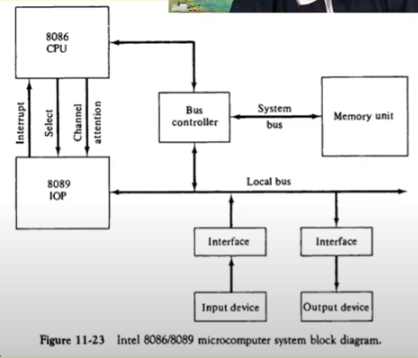 8086
CPU
Interrupt
Select
Channel
attention
Bus
controller
System
bus
Memory unit
8089
IOP
Local bus
Interface
Interface
Input device
Output device
Figure 11-23 Intel 8086/8089 microcomputer system block diagram.